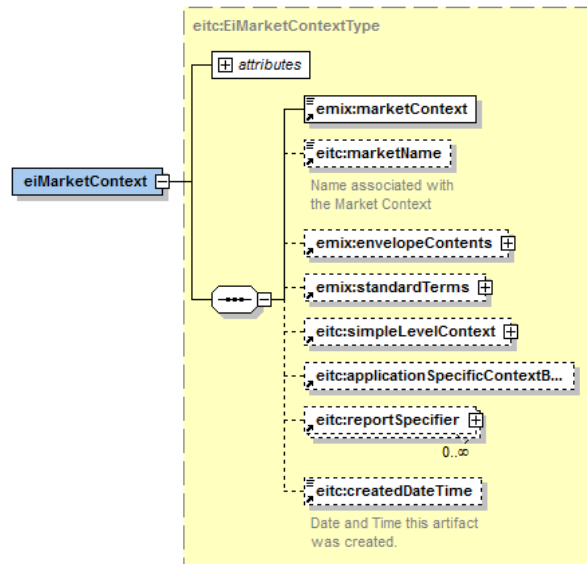 eitc:EiMarketContextType
attributes
eiMarketContext
emix:marketContext
eitc:marketName
Name associated with
the Market Context
emix:envelopeContents
emix:standardTerms
eitc:simpleLevelContext
eitc:applicationSpecificContextB...
eitc:reportSpecifier
0..∞
eitc:createdDateTime
Date and Time this artifact
was created.